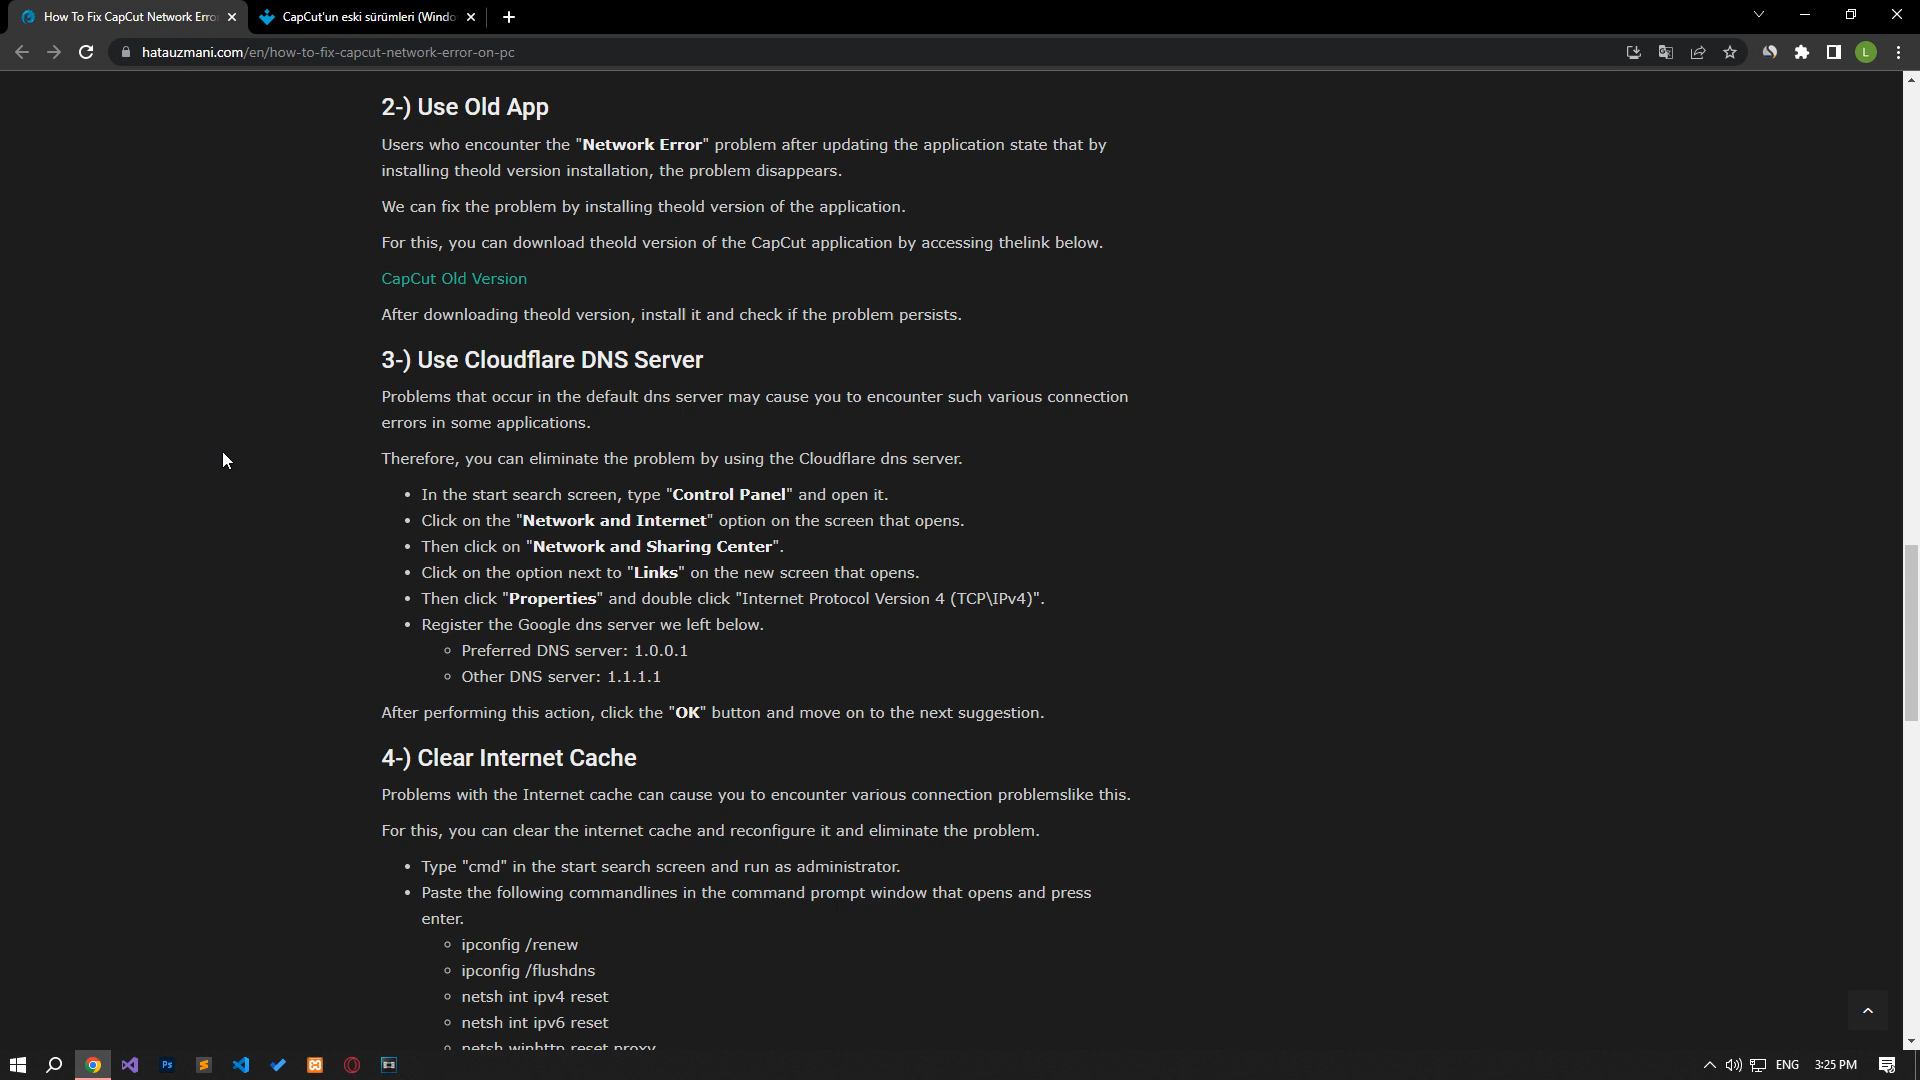 How To Fix CapCut Network Erro
CapCut'un eski sürümleri (Windo
hatauzmani.com/en/how-to-fix-capcut-network-error-on-pc
L
2-) Use Old App
Users who encounter the "Network Error" problem after updating the application state that by
installing theold version installation, the problem disappears.
We can fix the problem by installing theold version of the application.
For this, you can download theold version of the CapCut application by accessing thelink below.
CapCut Old Version
After downloading theold version, install it and check if the problem persists.
3-) Use Cloudflare DNS Server
Problems that occur in the default dns server may cause you to encounter such various connection
errors in some applications.
Therefore, you can eliminate the problem by using the Cloudflare dns server.
In the start search screen, type "Control Panel" and open it.
Click on the "Network and Internet" option on the screen that opens.
Then click on "Network and Sharing Center".
Click on the option next to "Links" on the new screen that opens.
Then click "Properties" and double click "Internet Protocol Version 4 (TCP\IPv4)".
Register the Google dns server we left below.
Preferred DNS server: 1.0.0.1
Other DNS server: 1.1.1.1
After performing this action, click the "OK" button and move on to the next suggestion.
4-) Clear Internet Cache
Problems with the Internet cache can cause you to encounter various connection problemslike this.
For this, you can clear the internet cache and reconfigure it and eliminate the problem.
Type "cmd" in the start search screen and run as administrator.
Paste the following commandlines in the command prompt window that opens and press
enter.
ipconfig /renew
ipconfig /flushdns
netsh int ipv4 reset
netsh int ipv6 reset
netsh winhttp reset proxy
Ps
ENG
3:25 PM